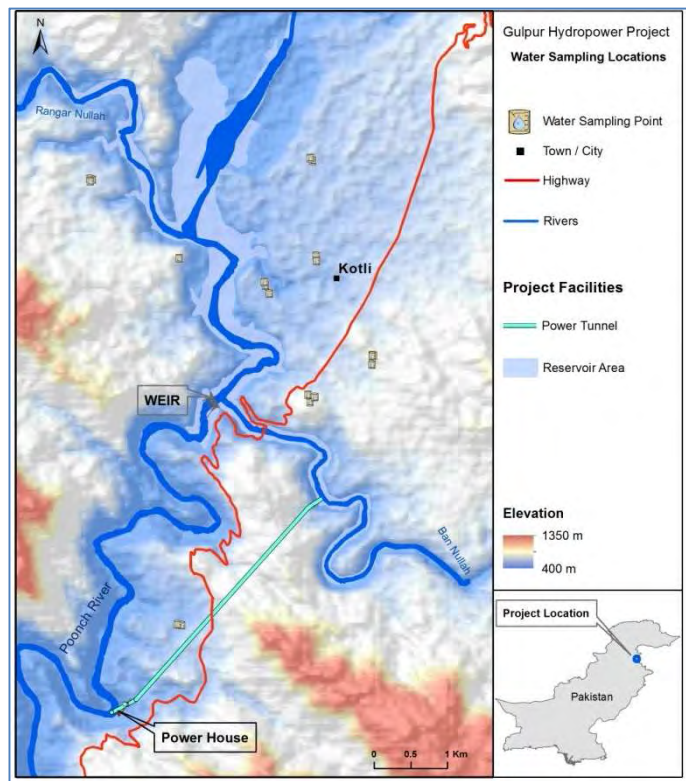 N
Rangar Nullah
Kotli
WEIR
Ban Nullah
Poonch River
Power House
0 0.5 1 Km
Gulpur Hydropower Project
Water Sampling Locations
Water Sampling Point
Town / City
Highway
Rivers
Project Facilities
Power Tunnel
Reservoir Area
Elevation
1350 m
400 m
Project Location
Pakistan